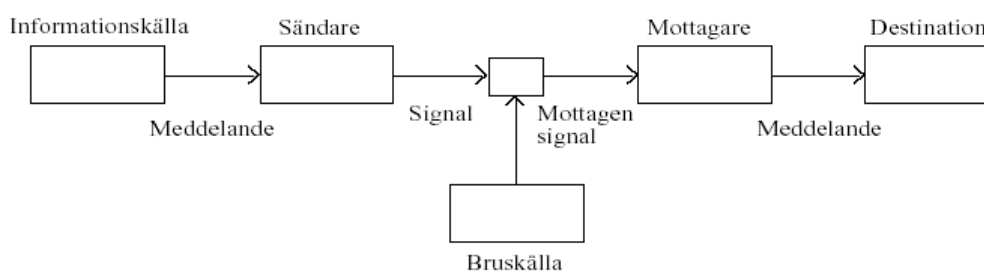 Informationskälla
Sändare
Mottagare
Destination
Meddelande
Signal
Mottagen
signal
Meddelande
Bruskälla